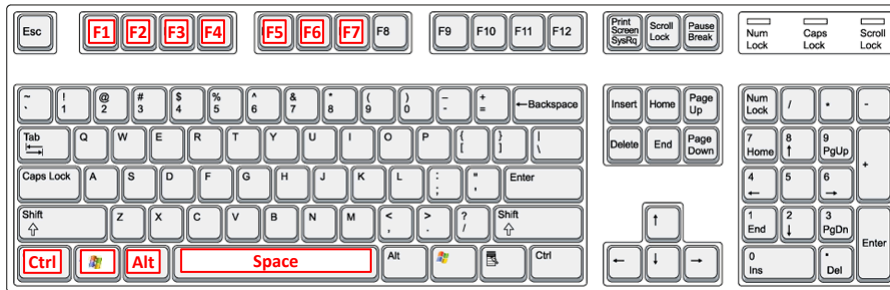 Esc F1 F2 F3 F4 F5 F6 F7 F8 F9 F10 F11 F12 Print Screen SysRq Scroll Lock Pause Break Num Lock Caps Lock Scroll Lock
~ ` ! 1 @ 2 # 3 $ 4 % 5 ^ 6 & 7 * 8 ( 9 ) 0 _ - + = ←Backspace Insert Home Page Up Num Lock / * -
Tab Q W E R T Y U I O P { [ } ] | \ Delete End Page Down 7 Home 8 ↑ 9 PgUp +
Caps Lock A S D F G H J K L : ; " ' Enter 4 ← 5 6 →
Shift Z X C V B N M < , > . ? / Shift ↑ 1 End 2 ↓ 3 PgDn Enter
Ctrl Alt Space Alt Ctrl ← ↓ → 0 Ins . Del